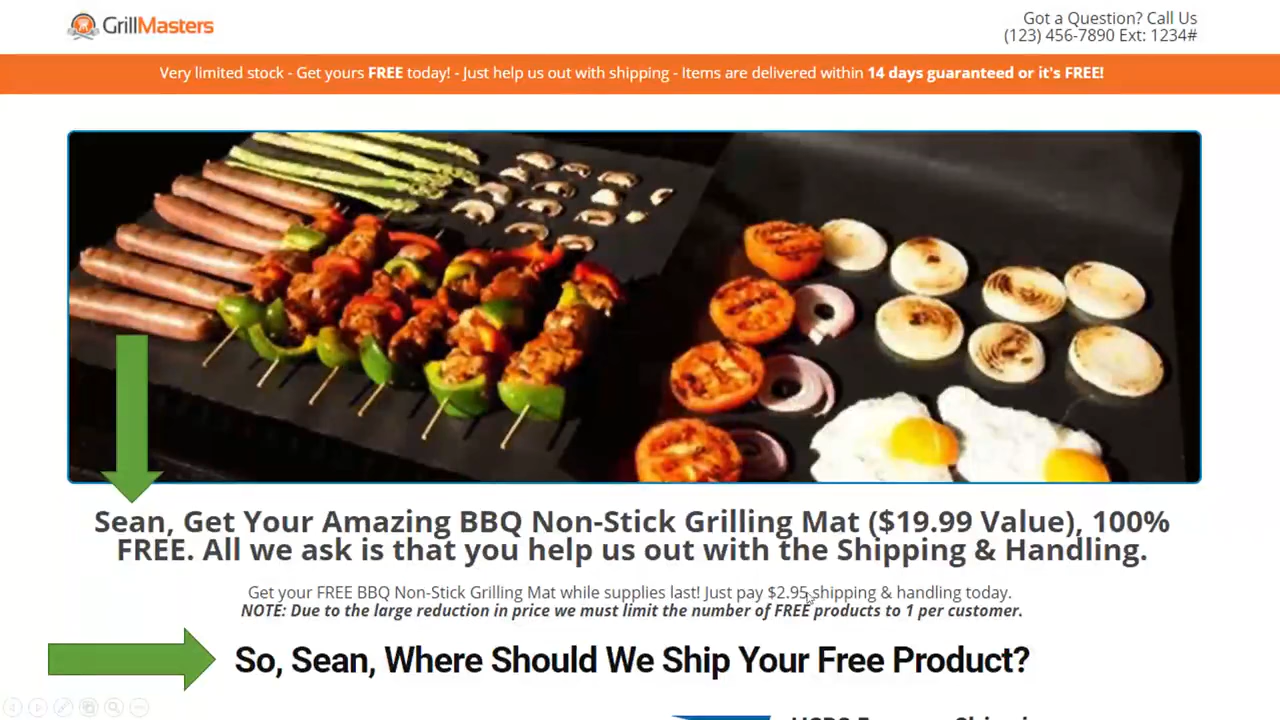 GrillMasters
Got a Question? Call Us
(123) 456-7890 Ext: 1234#
Very limited stock - Get yours FREE today! - Just help us out with shipping - Items are delivered within 14 days guaranteed or it's FREE!
Sean, Get Your Amazing BBQ Non-Stick Grilling Mat ($19.99 Value), 100%
FREE. All we ask is that you help us out with the Shipping & Handling.
Get your FREE BBQ Non-Stick Grilling Mat while supplies last! Just pay $2.95 shipping & handling today.
NOTE: Due to the large reduction in price we must limit the number of FREE products to 1 per customer.
So, Sean, Where Should We Ship Your Free Product?